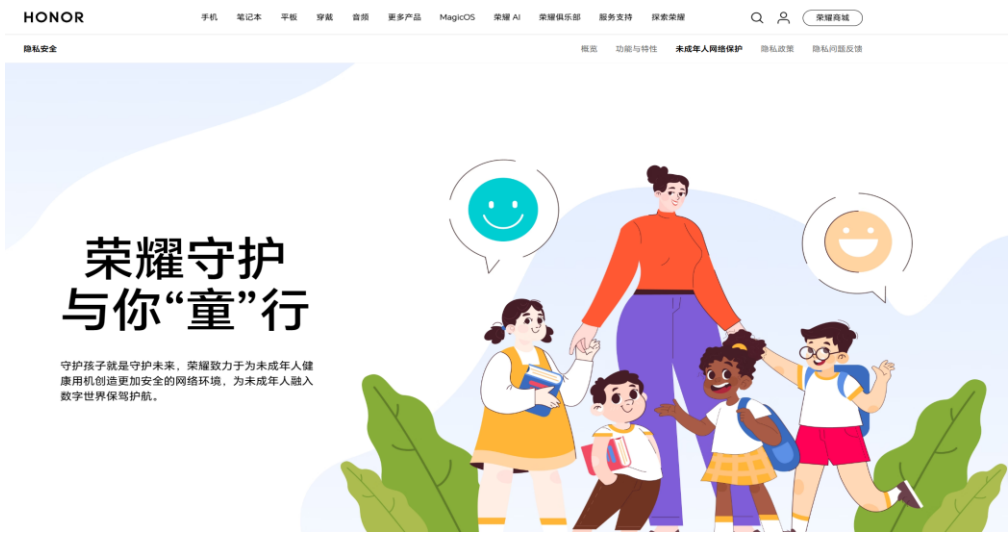 HONOR 手机 笔记本 平板 穿戴 音频 更多产品 MagicOS 荣耀 AI 荣耀俱乐部 服务支持 探索荣耀 荣耀商城
隐私安全 概览 功能与特性 未成年人网络保护 隐私政策 隐私问题反馈
荣耀守护
与你“童”行
守护孩子就是守护未来，荣耀致力于为未成年人健
康用机创造更加安全的网络环境，为未成年人融入
数字世界保驾护航。